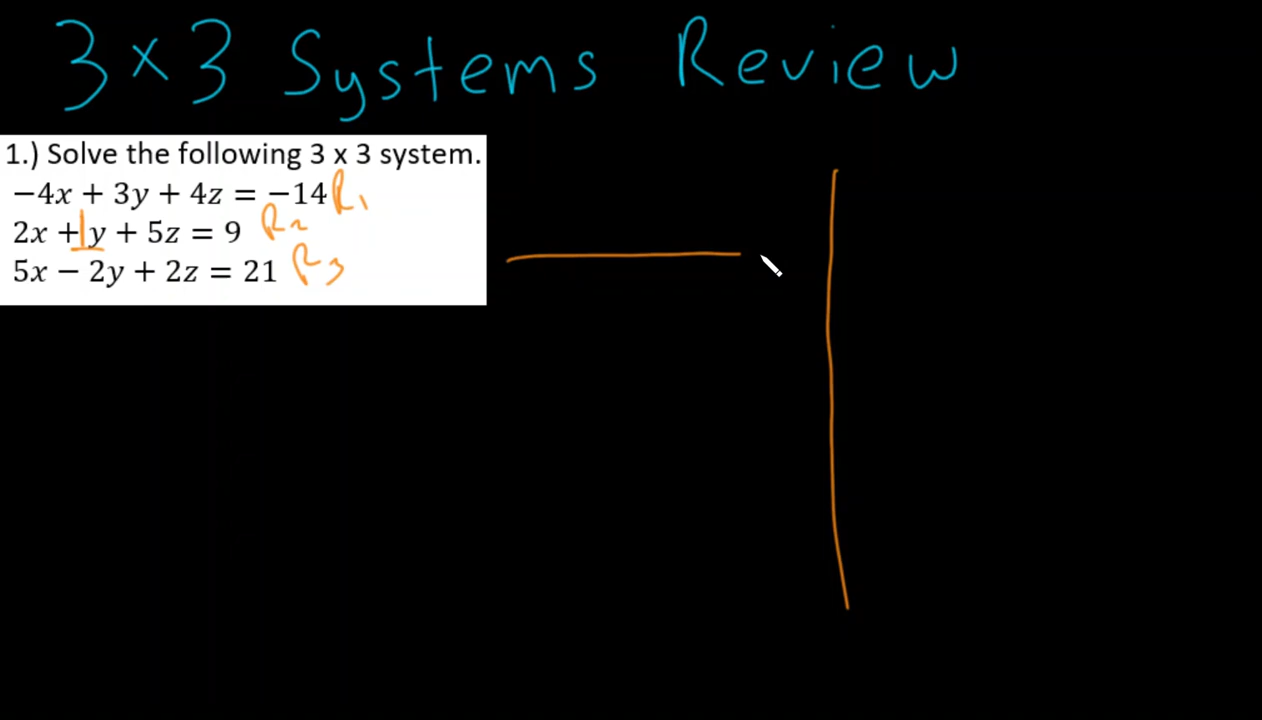 3x3 Systems Review
1.) Solve the following 3 x 3 system.
−4x + 3y + 4z = −14 R1
2x + 1y + 5z = 9 R2
5x − 2y + 2z = 21 R3